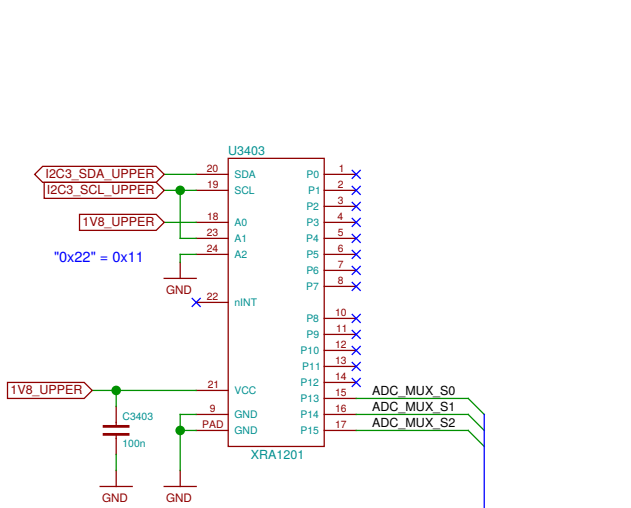 U3403
I2C3_SDA_UPPER 20 SDA P0 1
I2C3_SCL_UPPER 19 SCL P1 2
P2 3
1V8_UPPER 18 A0 P3 4
23 A1 P4 5
"0x22" = 0x11 24 A2 P5 6
P6 7
GND P7 8
22 nINT
P8 10
P9 11
P10 12
P11 13
P12 14
1V8_UPPER 21 VCC P13 15 ADC_MUX_S0
9 GND P14 16 ADC_MUX_S1
C3403 PAD GND P15 17 ADC_MUX_S2
100n
XRA1201
GND GND